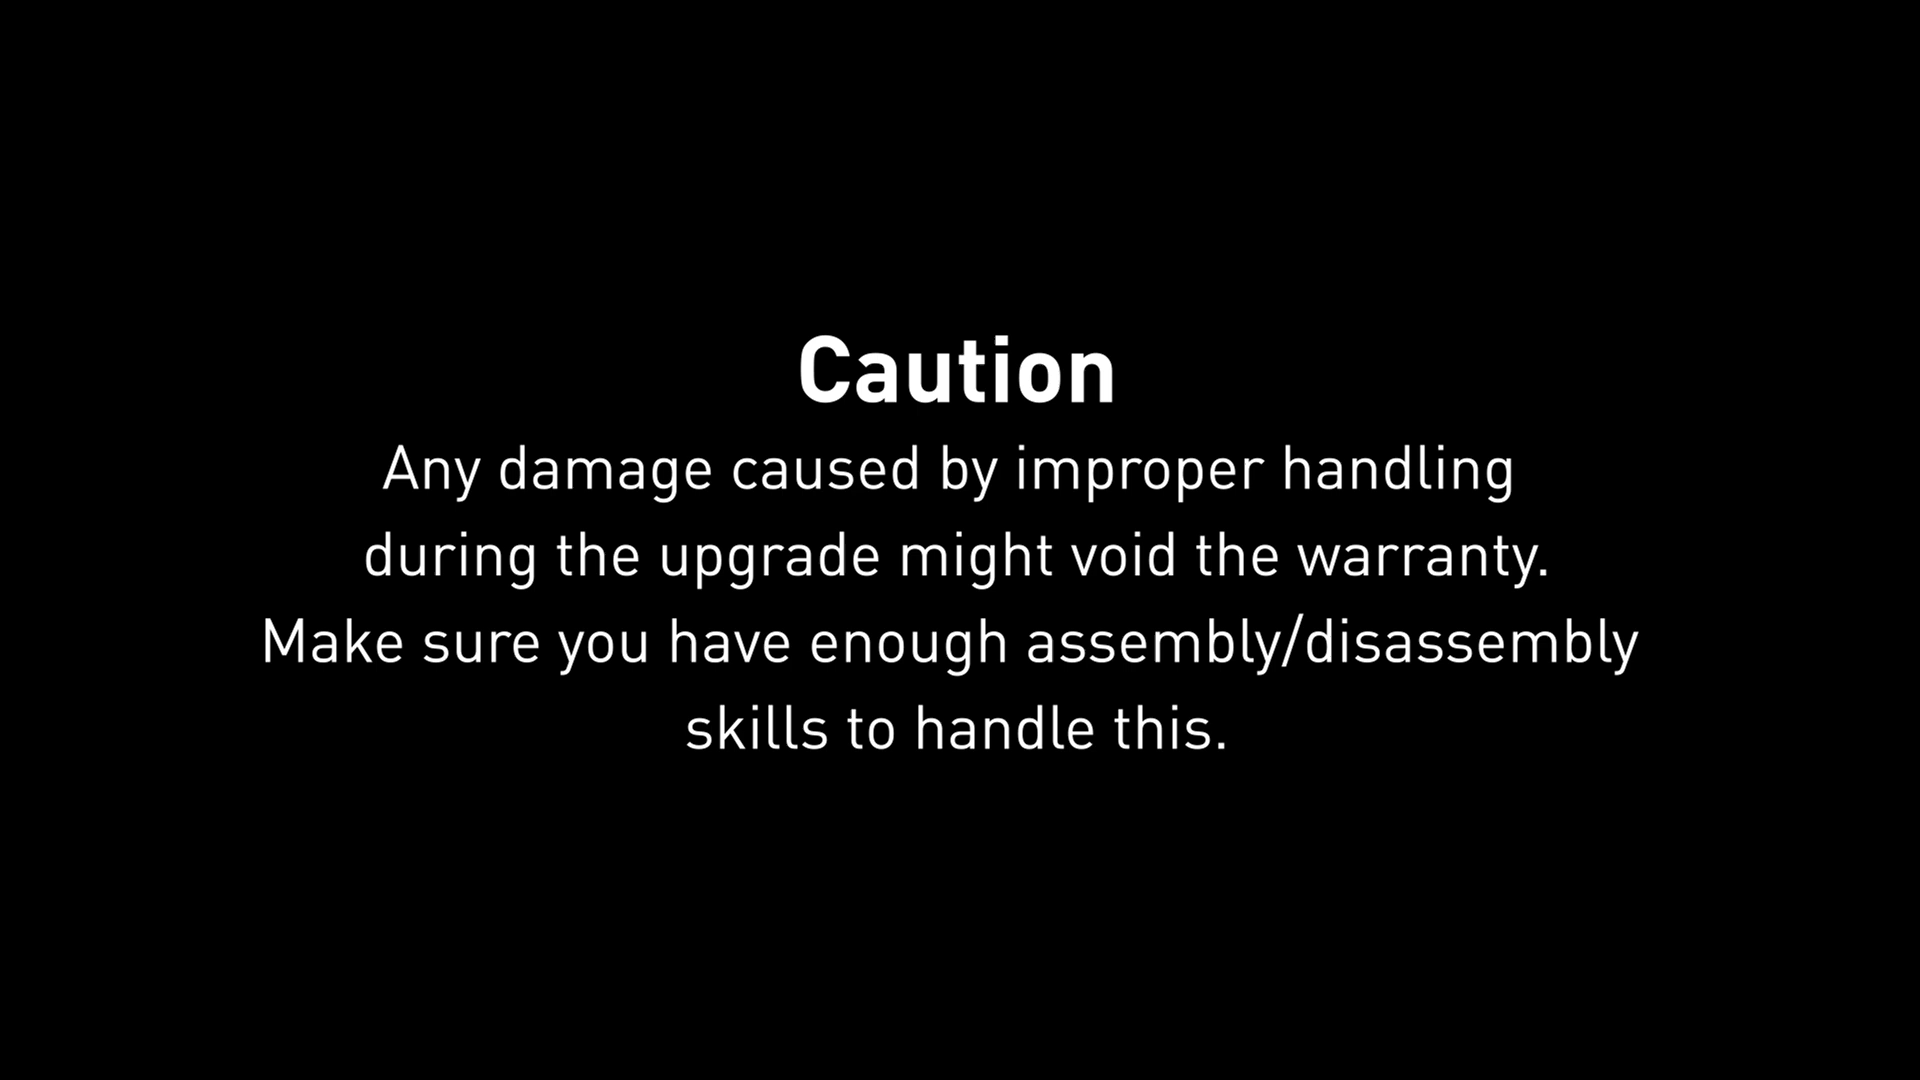 Caution
Any damage caused by improper handling
during the upgrade might void the warranty.
Make sure you have enough assembly/disassembly
skills to handle this.